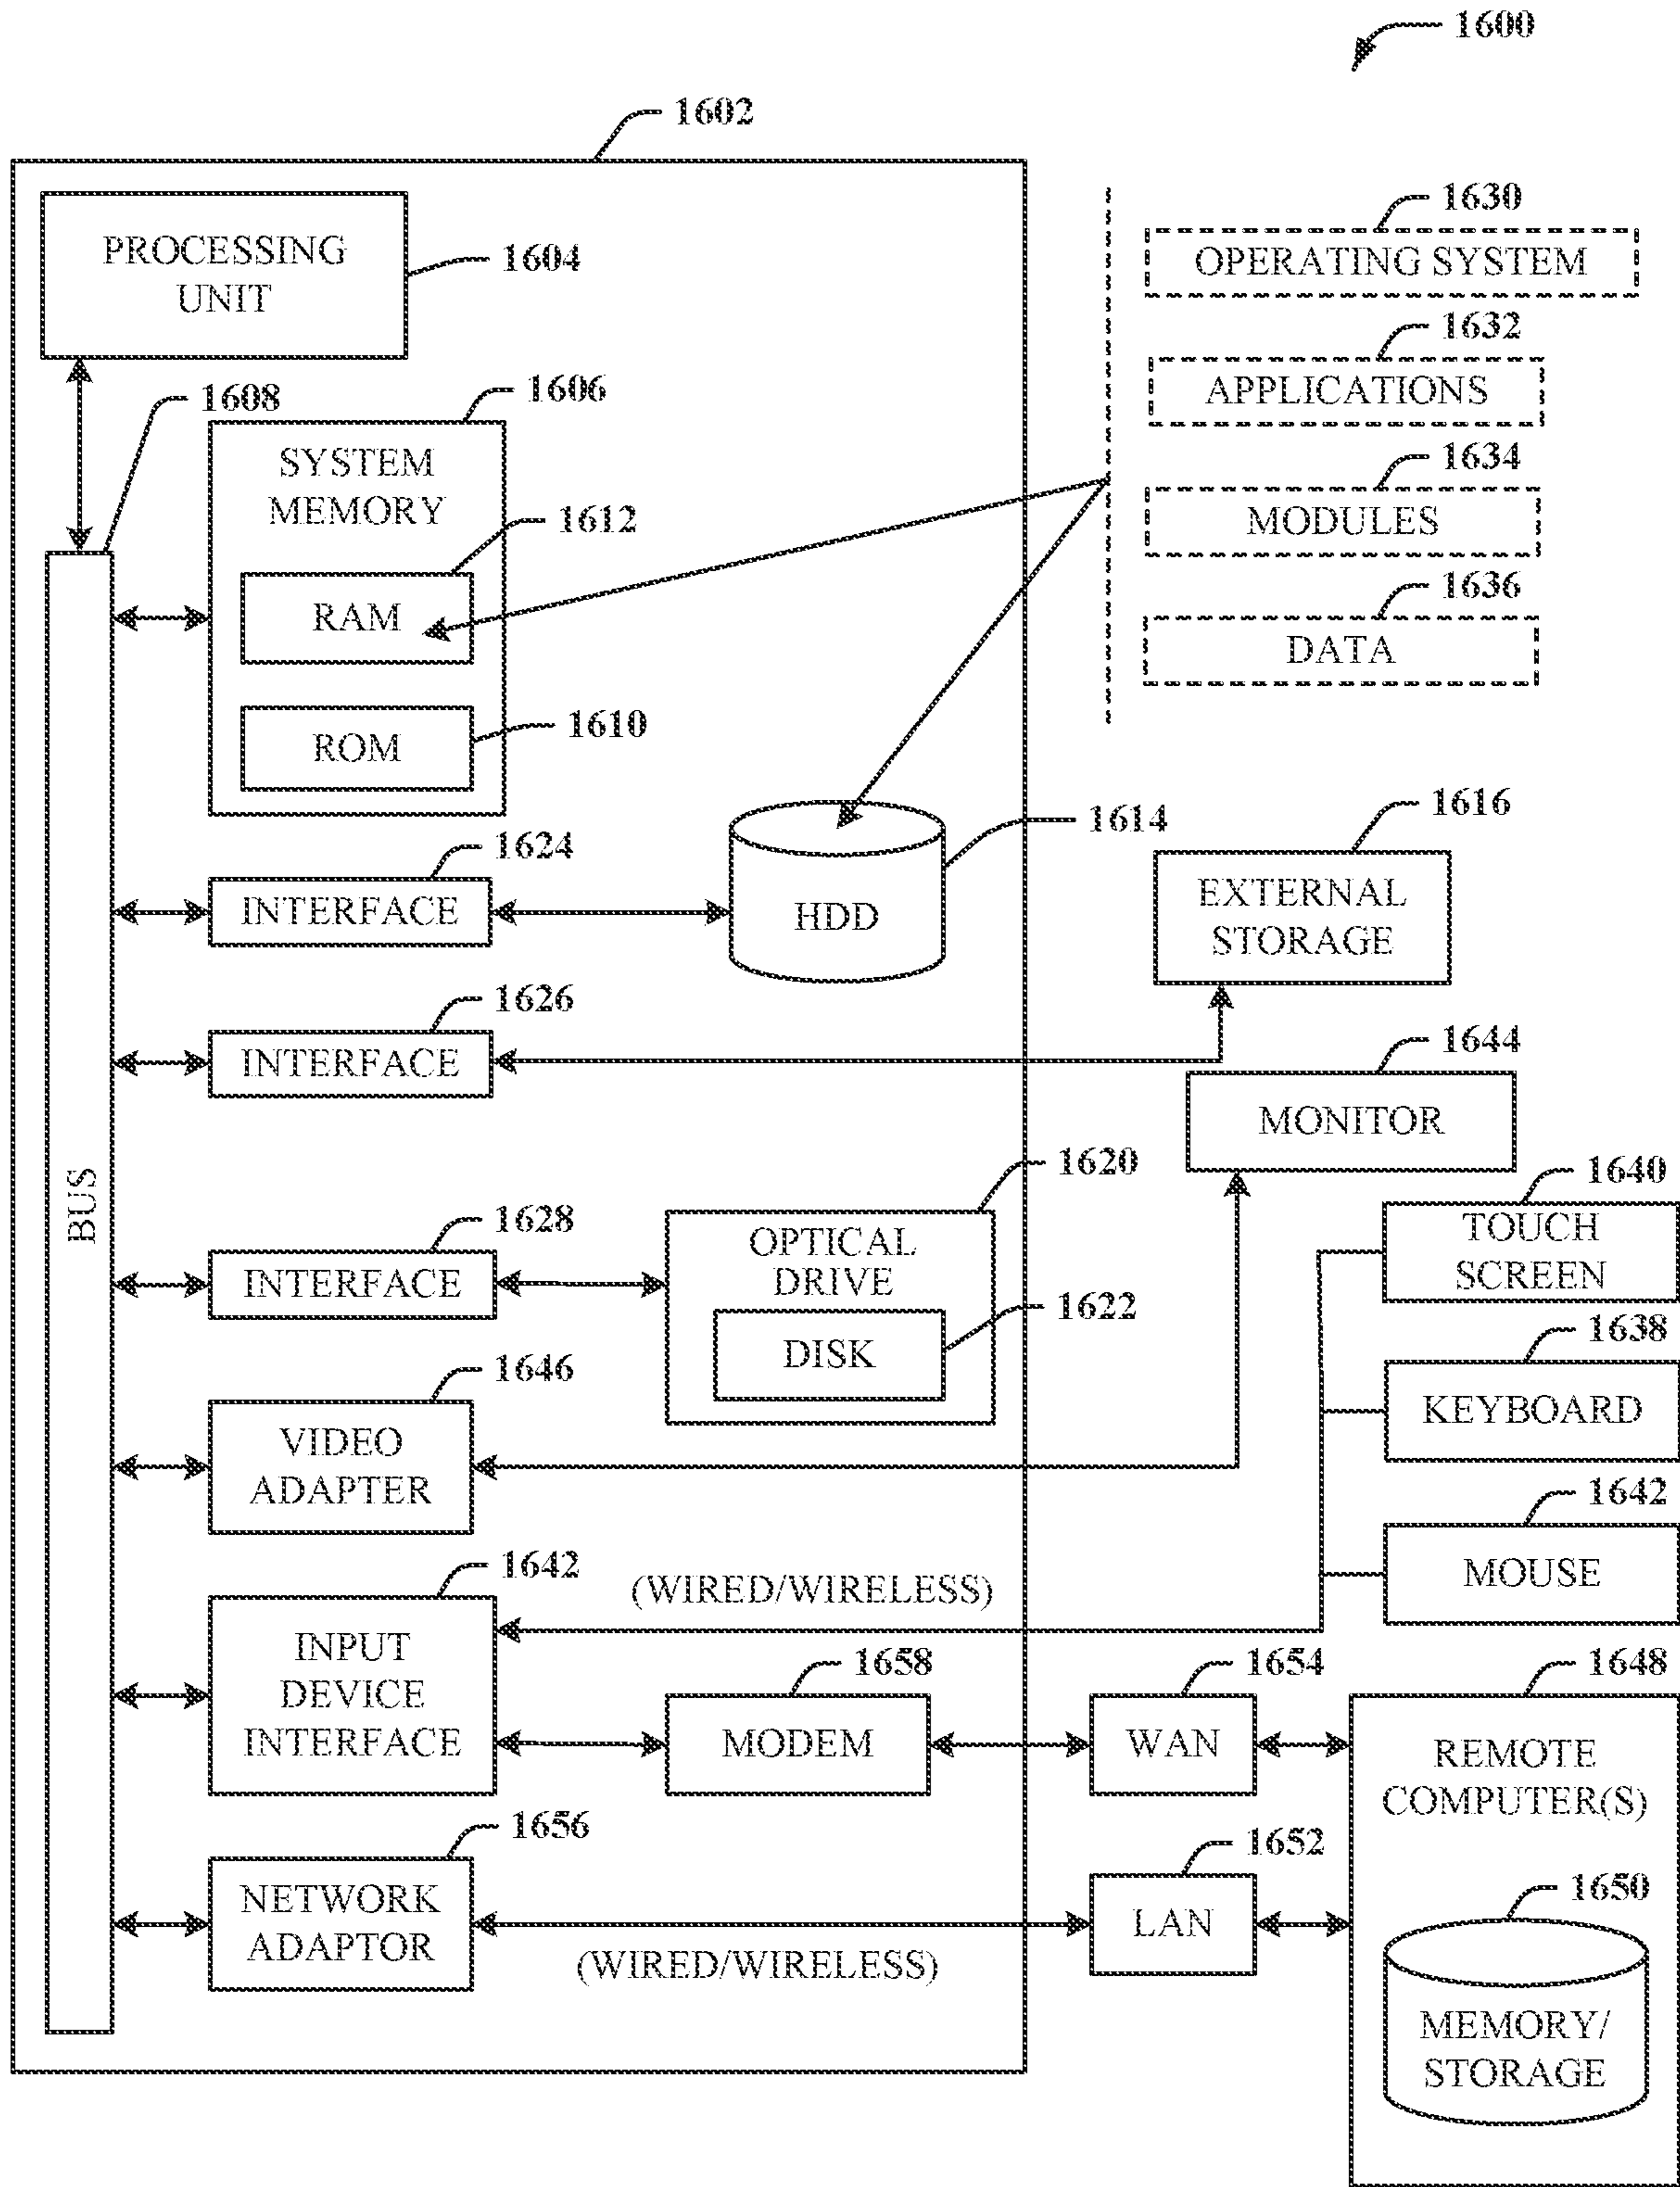 1600
1602
PROCESSING
UNIT
1604
1630
OPERATING SYSTEM
1632
APPLICATIONS
1634
MODULES
1636
DATA
1608
1606
SYSTEM
MEMORY
1612
RAM
1610
ROM
1624
INTERFACE
1614
HDD
1616
EXTERNAL
STORAGE
1626
INTERFACE
1644
MONITOR
BUS
1628
INTERFACE
1620
OPTICAL
DRIVE
1622
DISK
1640
TOUCH
SCREEN
1638
KEYBOARD
1642
MOUSE
1646
VIDEO
ADAPTER
1642
INPUT
DEVICE
INTERFACE
(WIRED/WIRELESS)
1658
MODEM
1654
WAN
1648
REMOTE
COMPUTER(S)
1656
NETWORK
ADAPTOR
(WIRED/WIRELESS)
1652
LAN
1650
MEMORY/
STORAGE